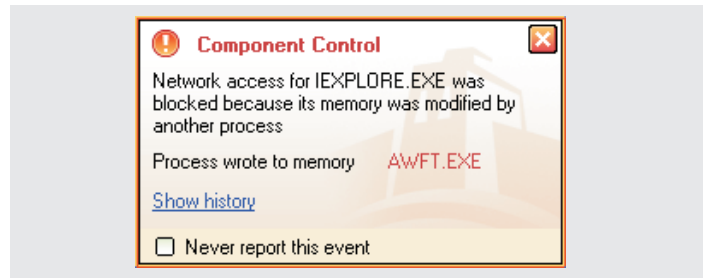 Component Control
Network access for IEXPLORE.EXE was
blocked because its memory was modified by
another process
Process wrote to memory AWFT.EXE
Show history
Never report this event